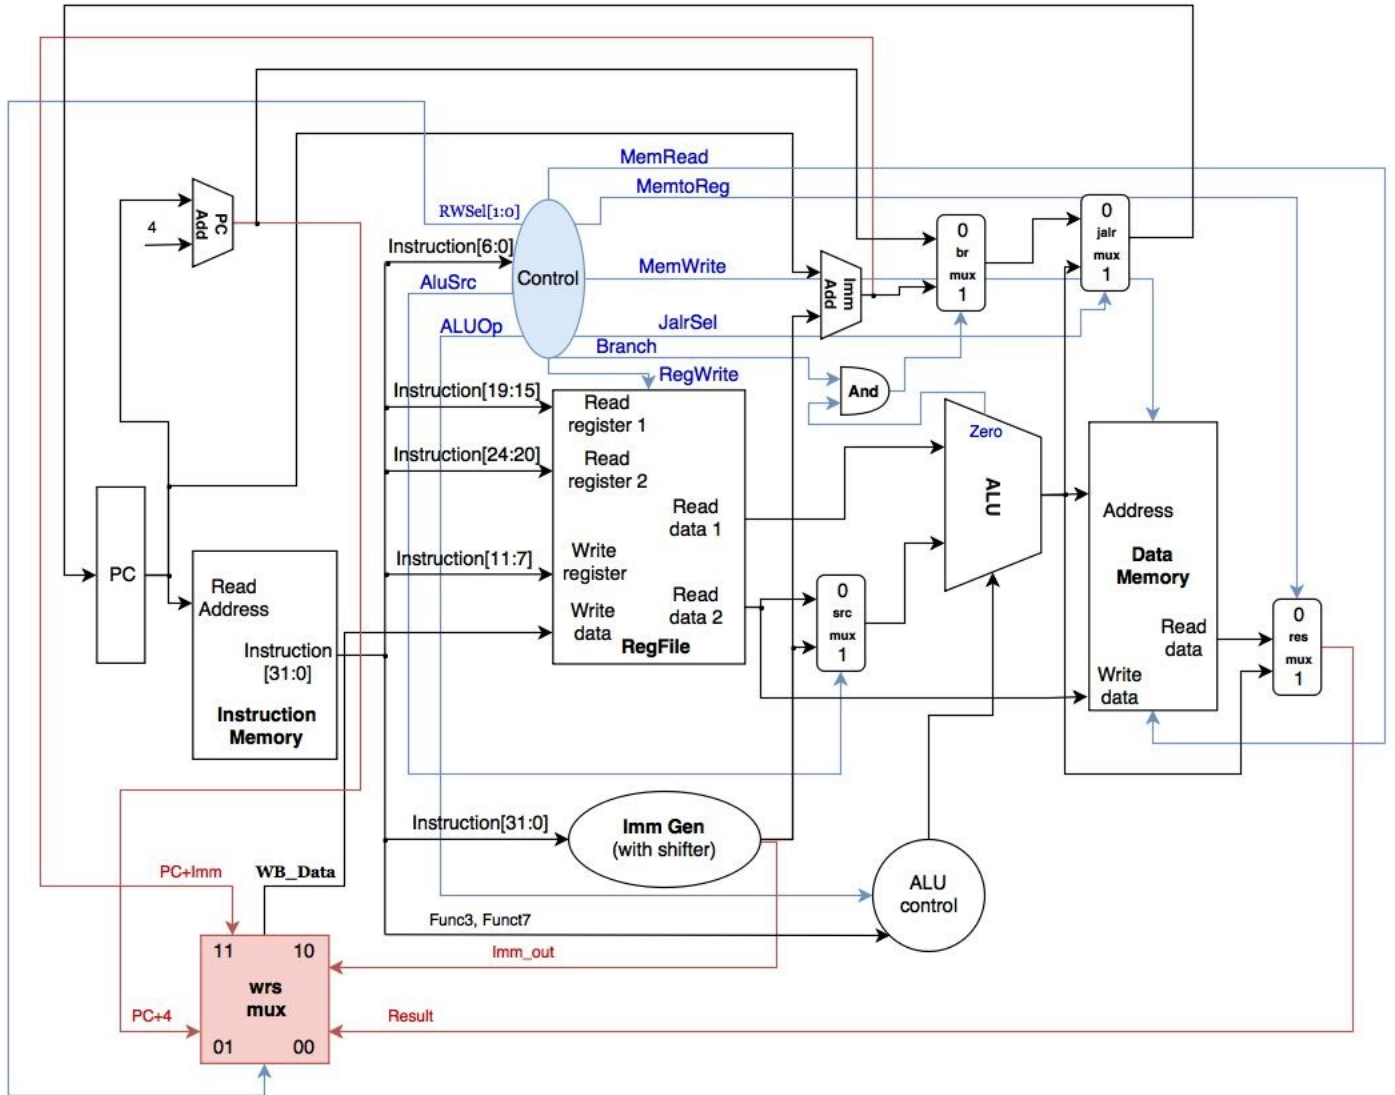 MemRead
MemtoReg
RWSel[1:0]
PC
Add
4
Instruction[6:0]
Control
MemWrite
AluSrc
Imm
Add
0
br
mux
1
0
jalr
mux
1
ALUOp
JalrSel
Branch
RegWrite
And
Instruction[19:15]
Read
register 1
Instruction[24:20]
Read
register 2
Read
data 1
Instruction[11:7]
Write
register
Write
data
Read
data 2
RegFile
Zero
ALU
Address
Data
Memory
Read
data
Write
data
0
src
mux
1
0
res
mux
1
PC
Read
Address
Instruction
[31:0]
Instruction
Memory
Instruction[31:0]
Imm Gen
(with shifter)
ALU
control
Func3, Funct7
PC+Imm
WB_Data
Imm_out
11
10
wrs
mux
PC+4
Result
01
00